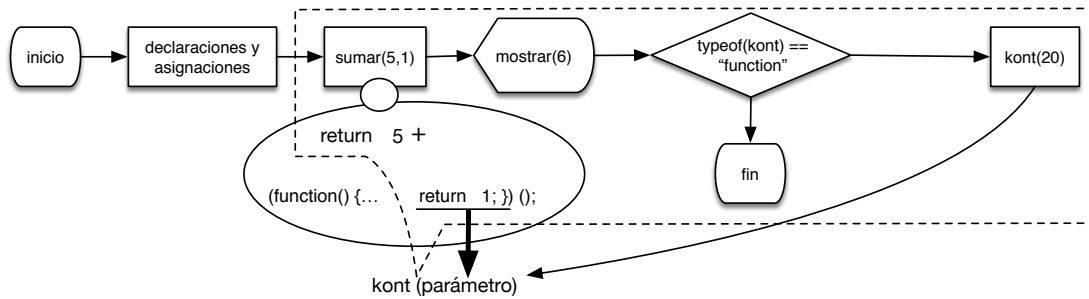 inicio
declaraciones y
asignaciones
sumar(5,1)
mostrar(6)
typeof(kont) ==
“function”
kont(20)
return 5 +
fin
(function() {… return 1; }) ();
kont (parámetro)